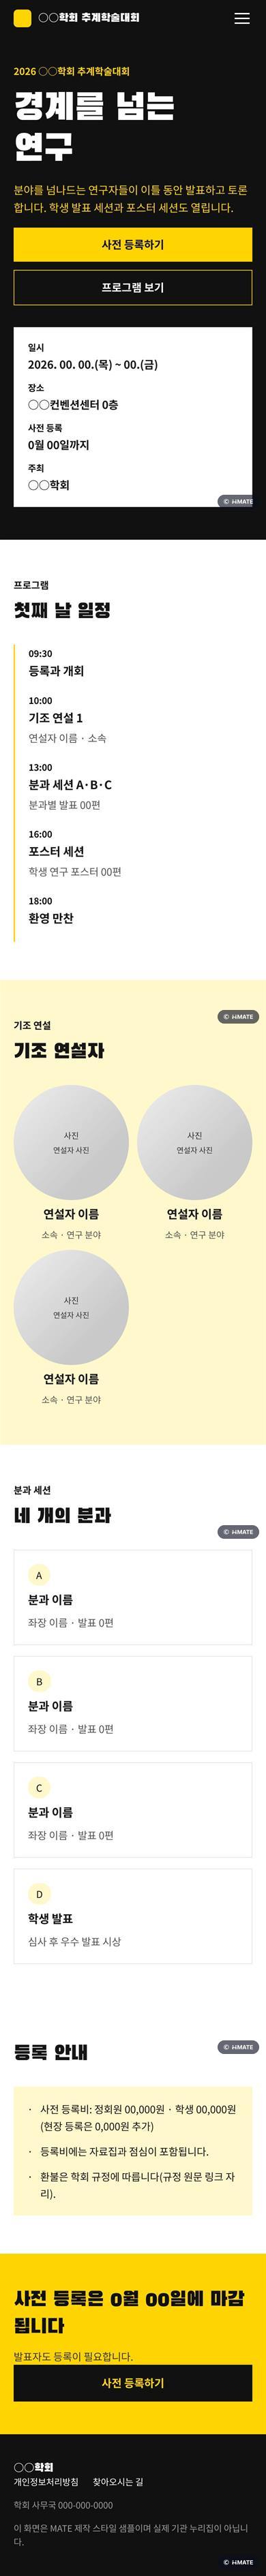 ○○학회 추계학술대회
2026 ○○학회 추계학술대회
경계를 넘는
연구
분야를 넘나드는 연구자들이 이틀 동안 발표하고 토론
합니다. 학생 발표 세션과 포스터 세션도 열립니다.
사전 등록하기
프로그램 보기
일시
2026. 00. 00.(목) ~ 00.(금)
장소
○○컨벤션센터 0층
사전 등록
0월 00일까지
주최
○○학회
© MATE
프로그램
첫째 날 일정
09:30
등록과 개회
10:00
기조 연설 1
연설자 이름 · 소속
13:00
분과 세션 A·B·C
분과별 발표 00편
16:00
포스터 세션
학생 연구 포스터 00편
18:00
환영 만찬
© MATE
기조 연설
기조 연설자
사진
연설자 사진
연설자 이름
소속 · 연구 분야
사진
연설자 사진
연설자 이름
소속 · 연구 분야
사진
연설자 사진
연설자 이름
소속 · 연구 분야
분과 세션
네 개의 분과
© MATE
A
분과 이름
좌장 이름 · 발표 0편
B
분과 이름
좌장 이름 · 발표 0편
C
분과 이름
좌장 이름 · 발표 0편
D
학생 발표
심사 후 우수 발표 시상
등록 안내
© MATE
· 사전 등록비: 정회원 00,000원 · 학생 00,000원
(현장 등록은 0,000원 추가)
· 등록비에는 자료집과 점심이 포함됩니다.
· 환불은 학회 규정에 따릅니다(규정 원문 링크 자
리).
사전 등록은 0월 00일에 마감
됩니다
발표자도 등록이 필요합니다.
사전 등록하기
○○학회
개인정보처리방침 찾아오시는 길
학회 사무국 000-000-0000
이 화면은 MATE 제작 스타일 샘플이며 실제 기관 누리집이 아닙니
다.
© MATE